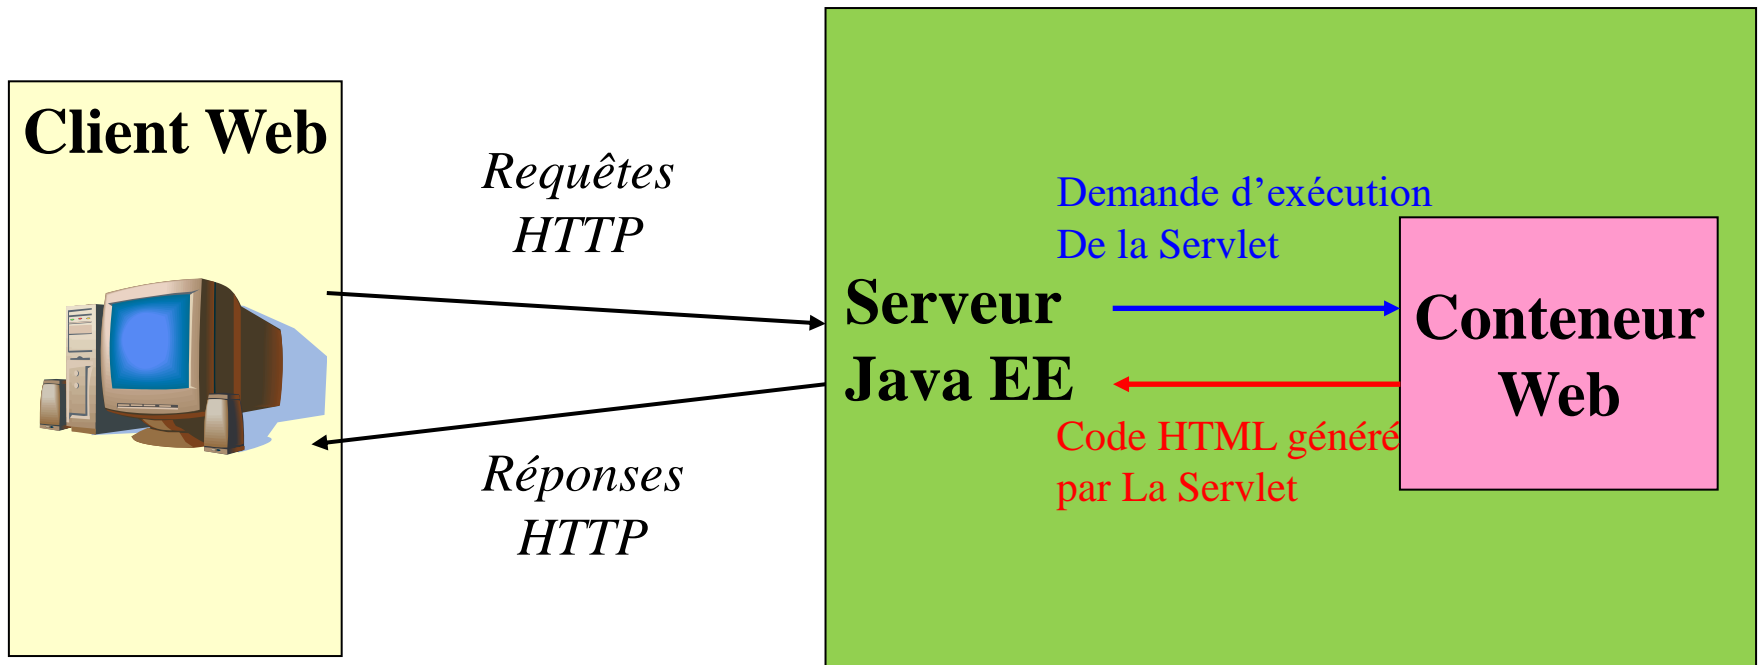 Client Web
Requêtes
HTTP
Réponses
HTTP
Serveur
Java EE
Demande d’exécution
De la Servlet
Code HTML généré
par La Servlet
Conteneur
Web